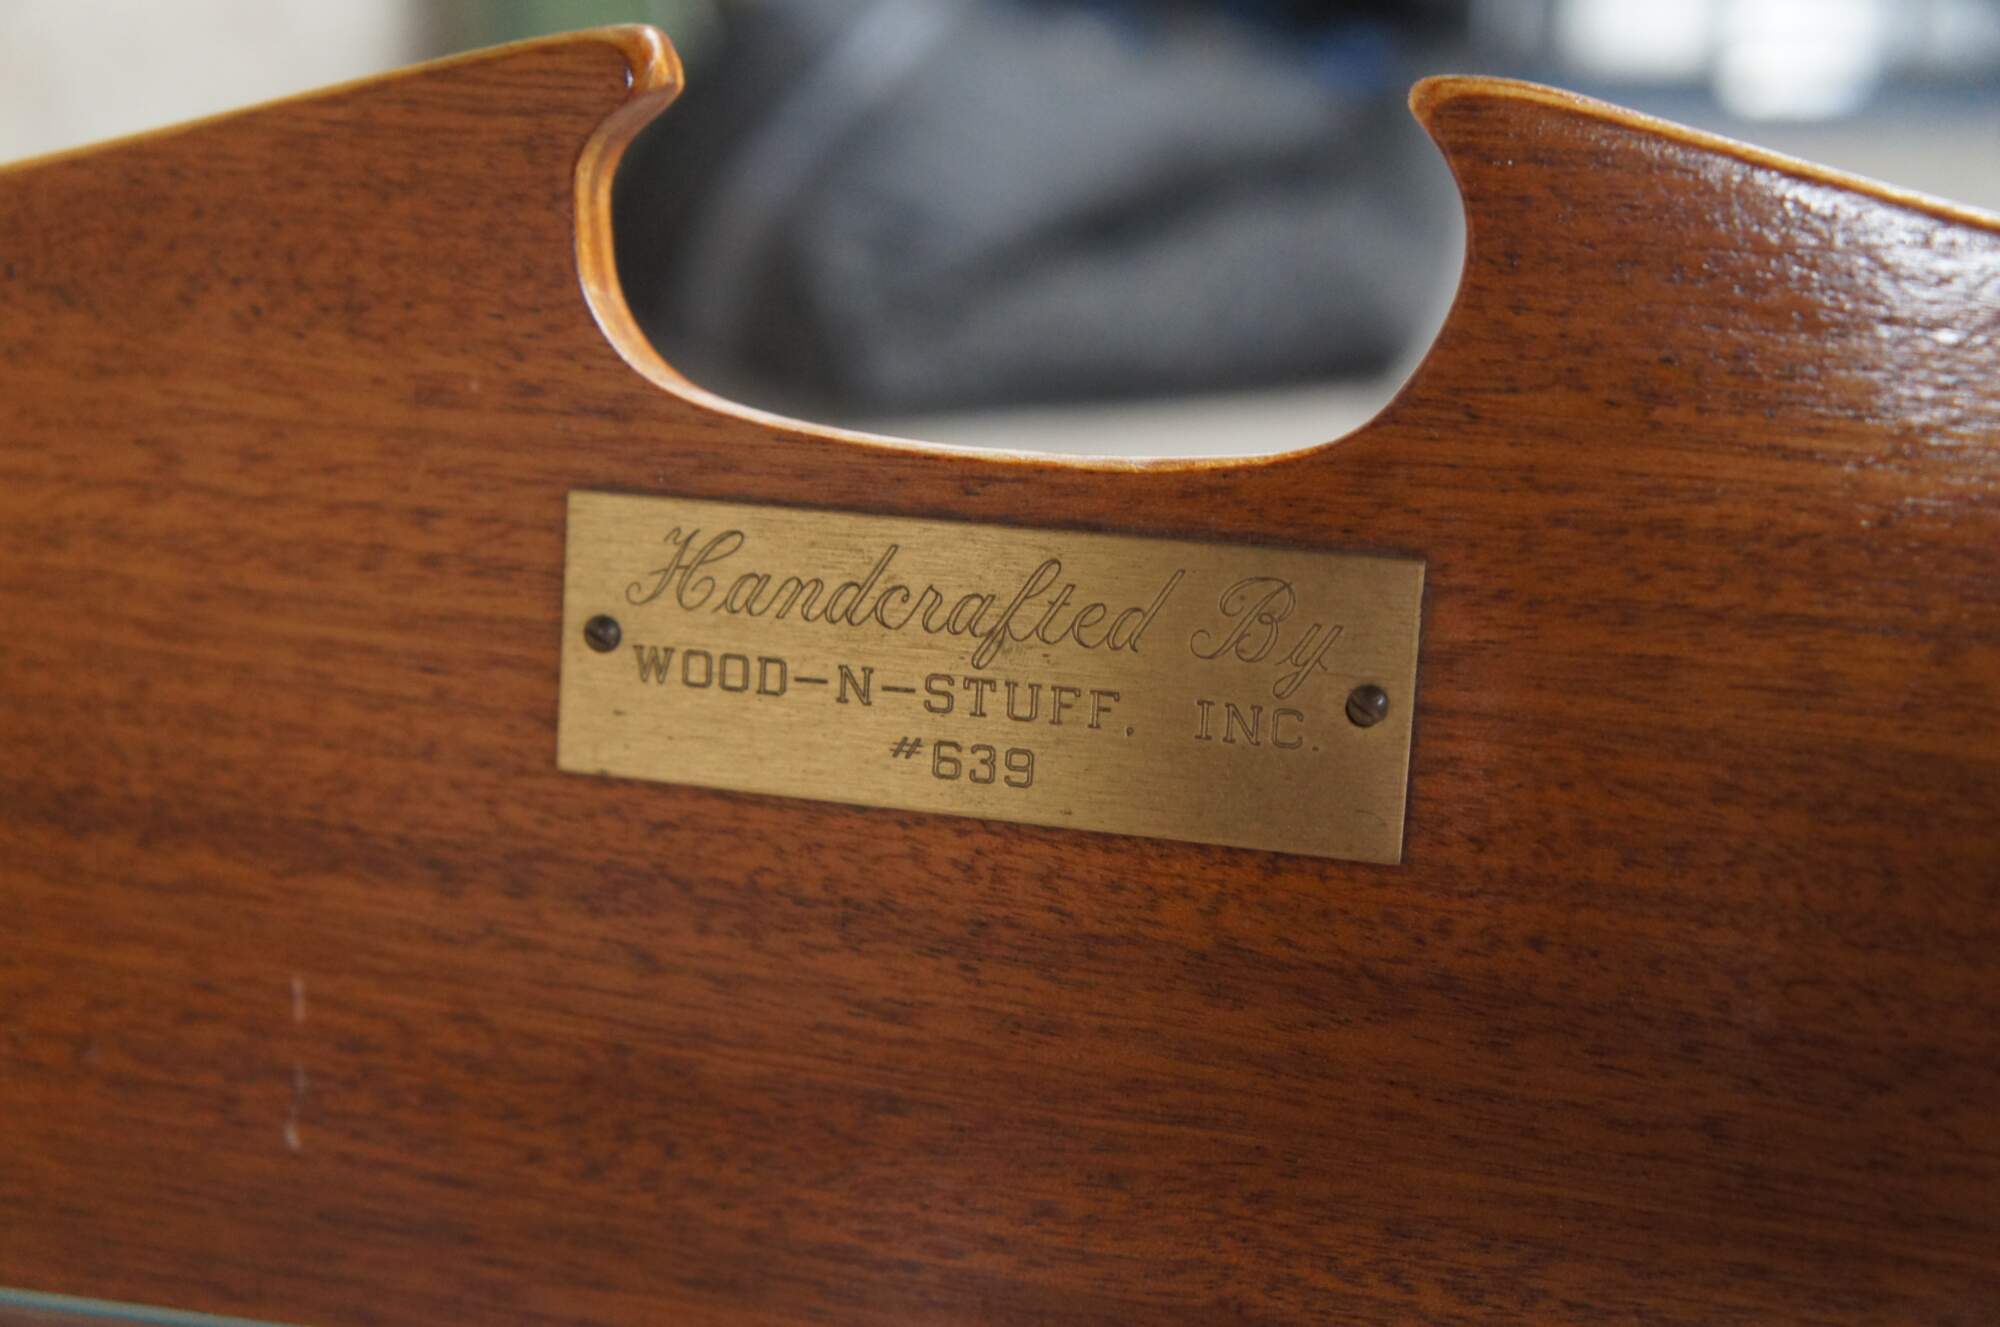 Handcrafted By
WOOD-N-STUFF, INC.
#639